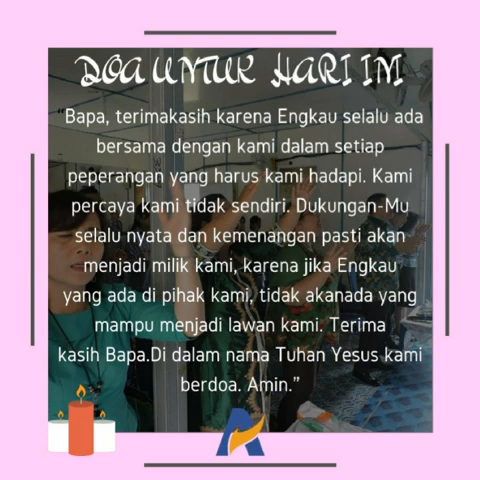 DOA UNTUK HARI INI
“Bapa, terimakasih karena Engkau selalu ada
bersama dengan kami dalam setiap
peperangan yang harus kami hadapi. Kami
percaya kami tidak sendiri. Dukungan-Mu
selalu nyata dan kemenangan pasti akan
menjadi milik kami, karena jika Engkau
yang ada di pihak kami, tidak akanada yang
mampu menjadi lawan kami. Terima
kasih Bapa.Di dalam nama Tuhan Yesus kami
berdoa. Amin.”